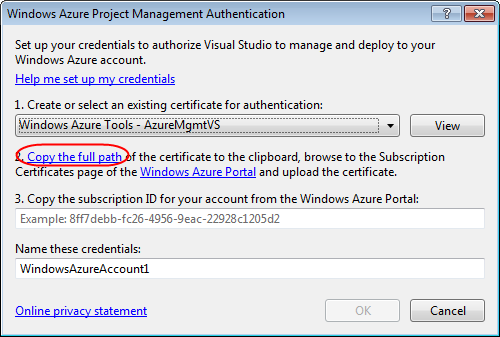 Windows Azure Project Management Authentication
Set up your credentials to authorize Visual Studio to manage and deploy to your
Windows Azure account.
Help me set up my credentials
1. Create or select an existing certificate for authentication:
Windows Azure Tools - AzureMgmtVS
View
2. Copy the full path of the certificate to the clipboard, browse to the Subscription
Certificates page of the Windows Azure Portal and upload the certificate.
3. Copy the subscription ID for your account from the Windows Azure Portal:
Example: 8ff7debb-fc26-4956-9eac-22928c1205d2
Name these credentials:
WindowsAzureAccount1
Online privacy statement
OK
Cancel